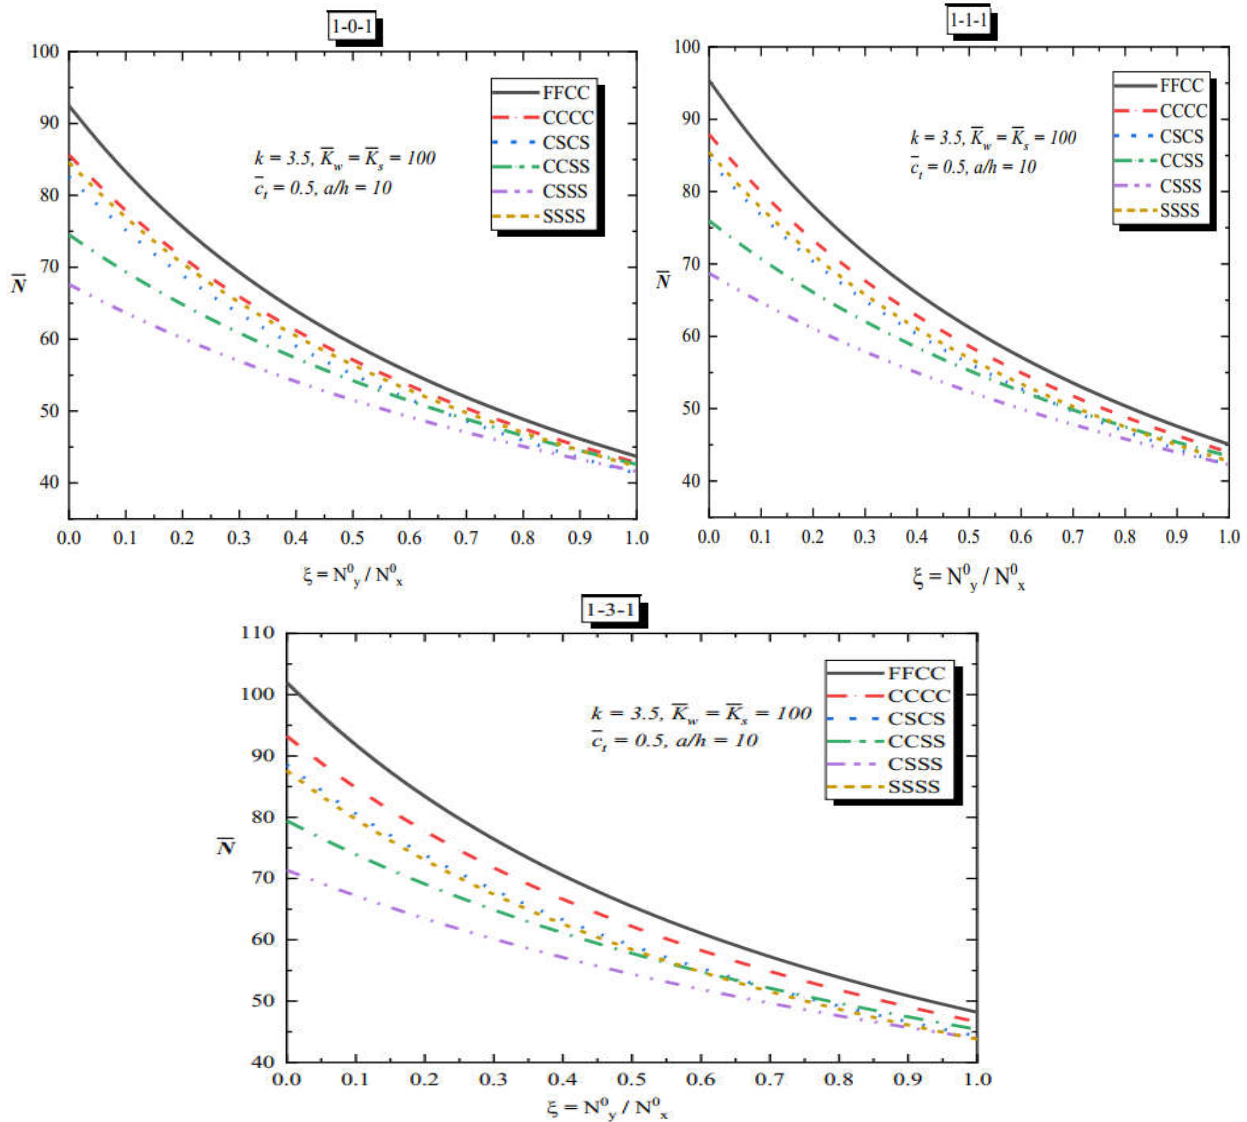 1-0-1
100
90
80
70
60
50
40
N̅
FFCC
CCCC
CSCS
CCSS
CSSS
SSSS
k = 3.5, K̅w = K̅s = 100
c̅t = 0.5, a/h = 10
0.0 0.1 0.2 0.3 0.4 0.5 0.6 0.7 0.8 0.9 1.0
ξ = N⁰y / N⁰x
1-1-1
100
90
80
70
60
50
40
N̅
FFCC
CCCC
CSCS
CCSS
CSSS
SSSS
k = 3.5, K̅w = K̅s = 100
c̅t = 0.5, a/h = 10
0.0 0.1 0.2 0.3 0.4 0.5 0.6 0.7 0.8 0.9 1.0
ξ = N⁰y / N⁰x
1-3-1
110
100
90
80
70
60
50
40
N̅
FFCC
CCCC
CSCS
CCSS
CSSS
SSSS
k = 3.5, K̅w = K̅s = 100
c̅t = 0.5, a/h = 10
0.0 0.1 0.2 0.3 0.4 0.5 0.6 0.7 0.8 0.9 1.0
ξ = N⁰y / N⁰x